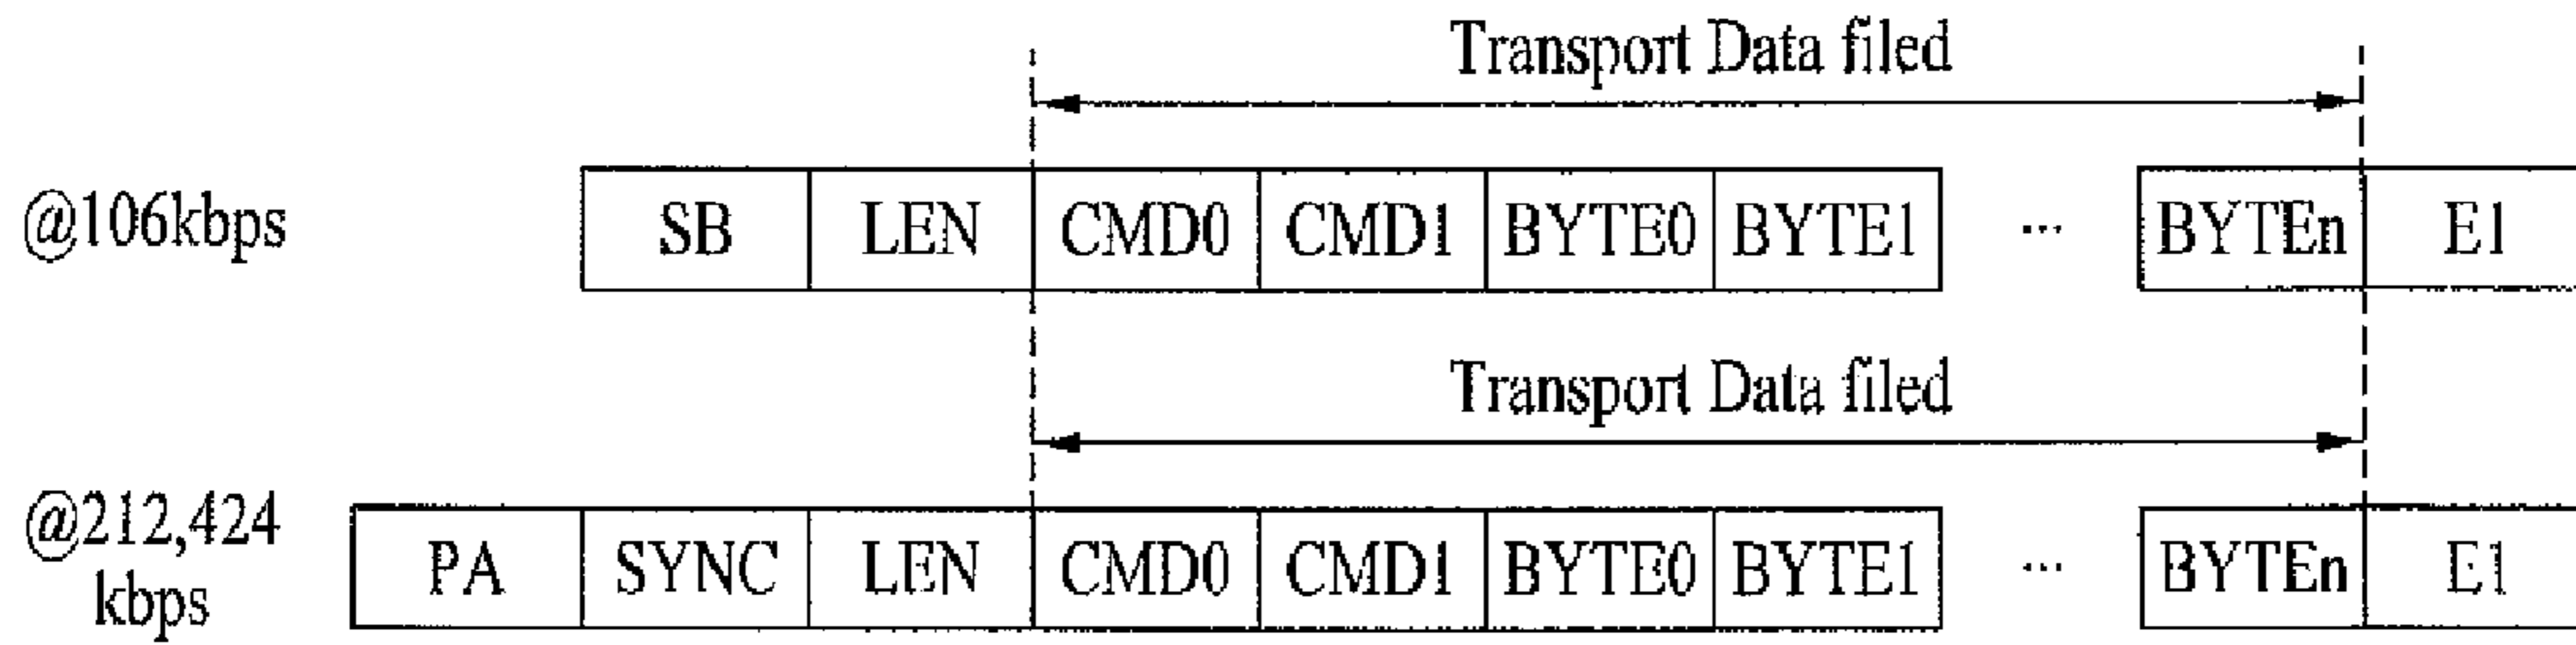 Transport Data filed
@106kbps SB LEN CMD0 CMD1 BYTE0 BYTE1 ... BYTEn E1
Transport Data filed
@212,424
kbps
PA SYNC LEN CMD0 CMD1 BYTE0 BYTE1 ... BYTEn E1